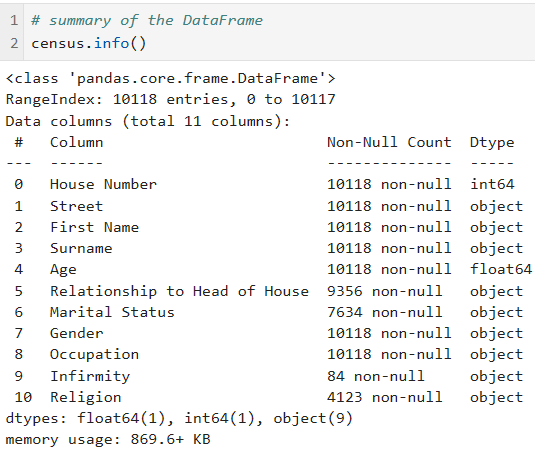 1 # summary of the DataFrame
2 census.info()
<class 'pandas.core.frame.DataFrame'>
RangeIndex: 10118 entries, 0 to 10117
Data columns (total 11 columns):
 #   Column                        Non-Null Count  Dtype
---  ------                        --------------  -----
 0   House Number                  10118 non-null  int64
 1   Street                        10118 non-null  object
 2   First Name                    10118 non-null  object
 3   Surname                       10118 non-null  object
 4   Age                           10118 non-null  float64
 5   Relationship to Head of House  9356 non-null   object
 6   Marital Status                7634 non-null   object
 7   Gender                        10118 non-null  object
 8   Occupation                    10118 non-null  object
 9   Infirmity                     84 non-null     object
 10  Religion                      4123 non-null   object
dtypes: float64(1), int64(1), object(9)
memory usage: 869.6+ KB